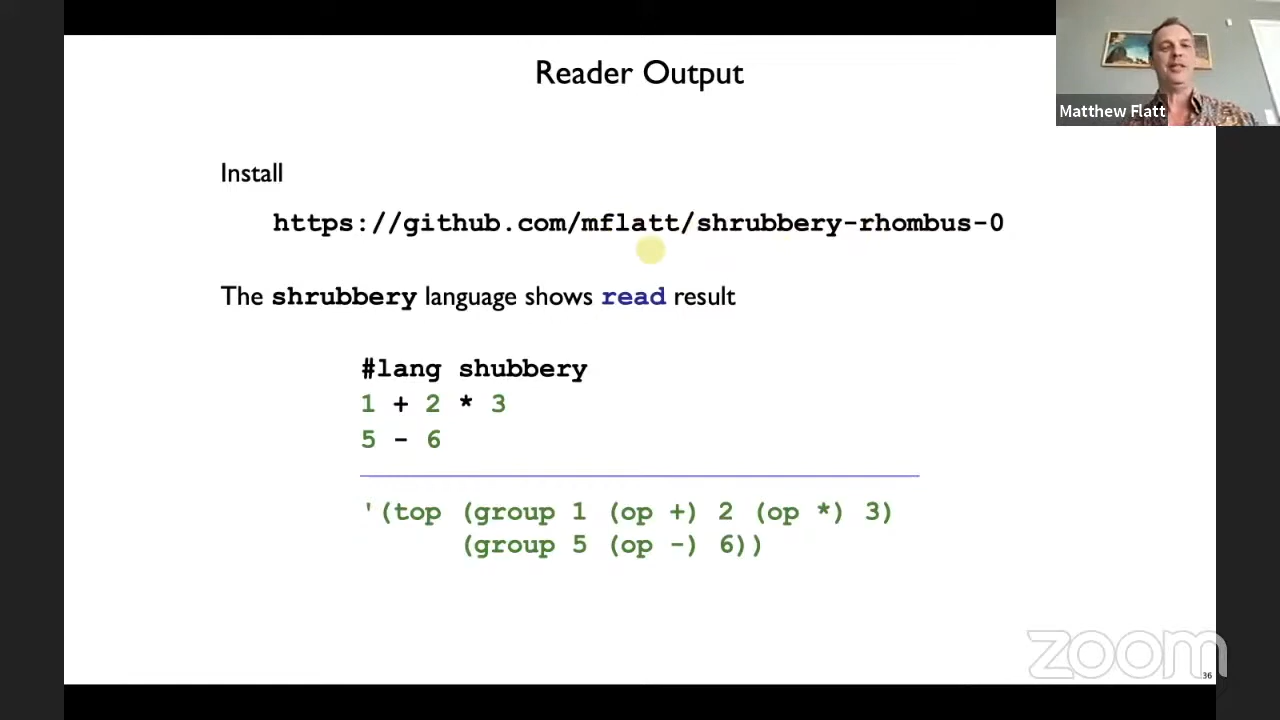 Reader Output
Matthew Flatt
Install
https://github.com/mflatt/shrubbery-rhombus-0
The shrubbery language shows read result
#lang shubbery
1 + 2 * 3
5 - 6
'(top (group 1 (op +) 2 (op *) 3)
(group 5 (op -) 6))
zoom
36